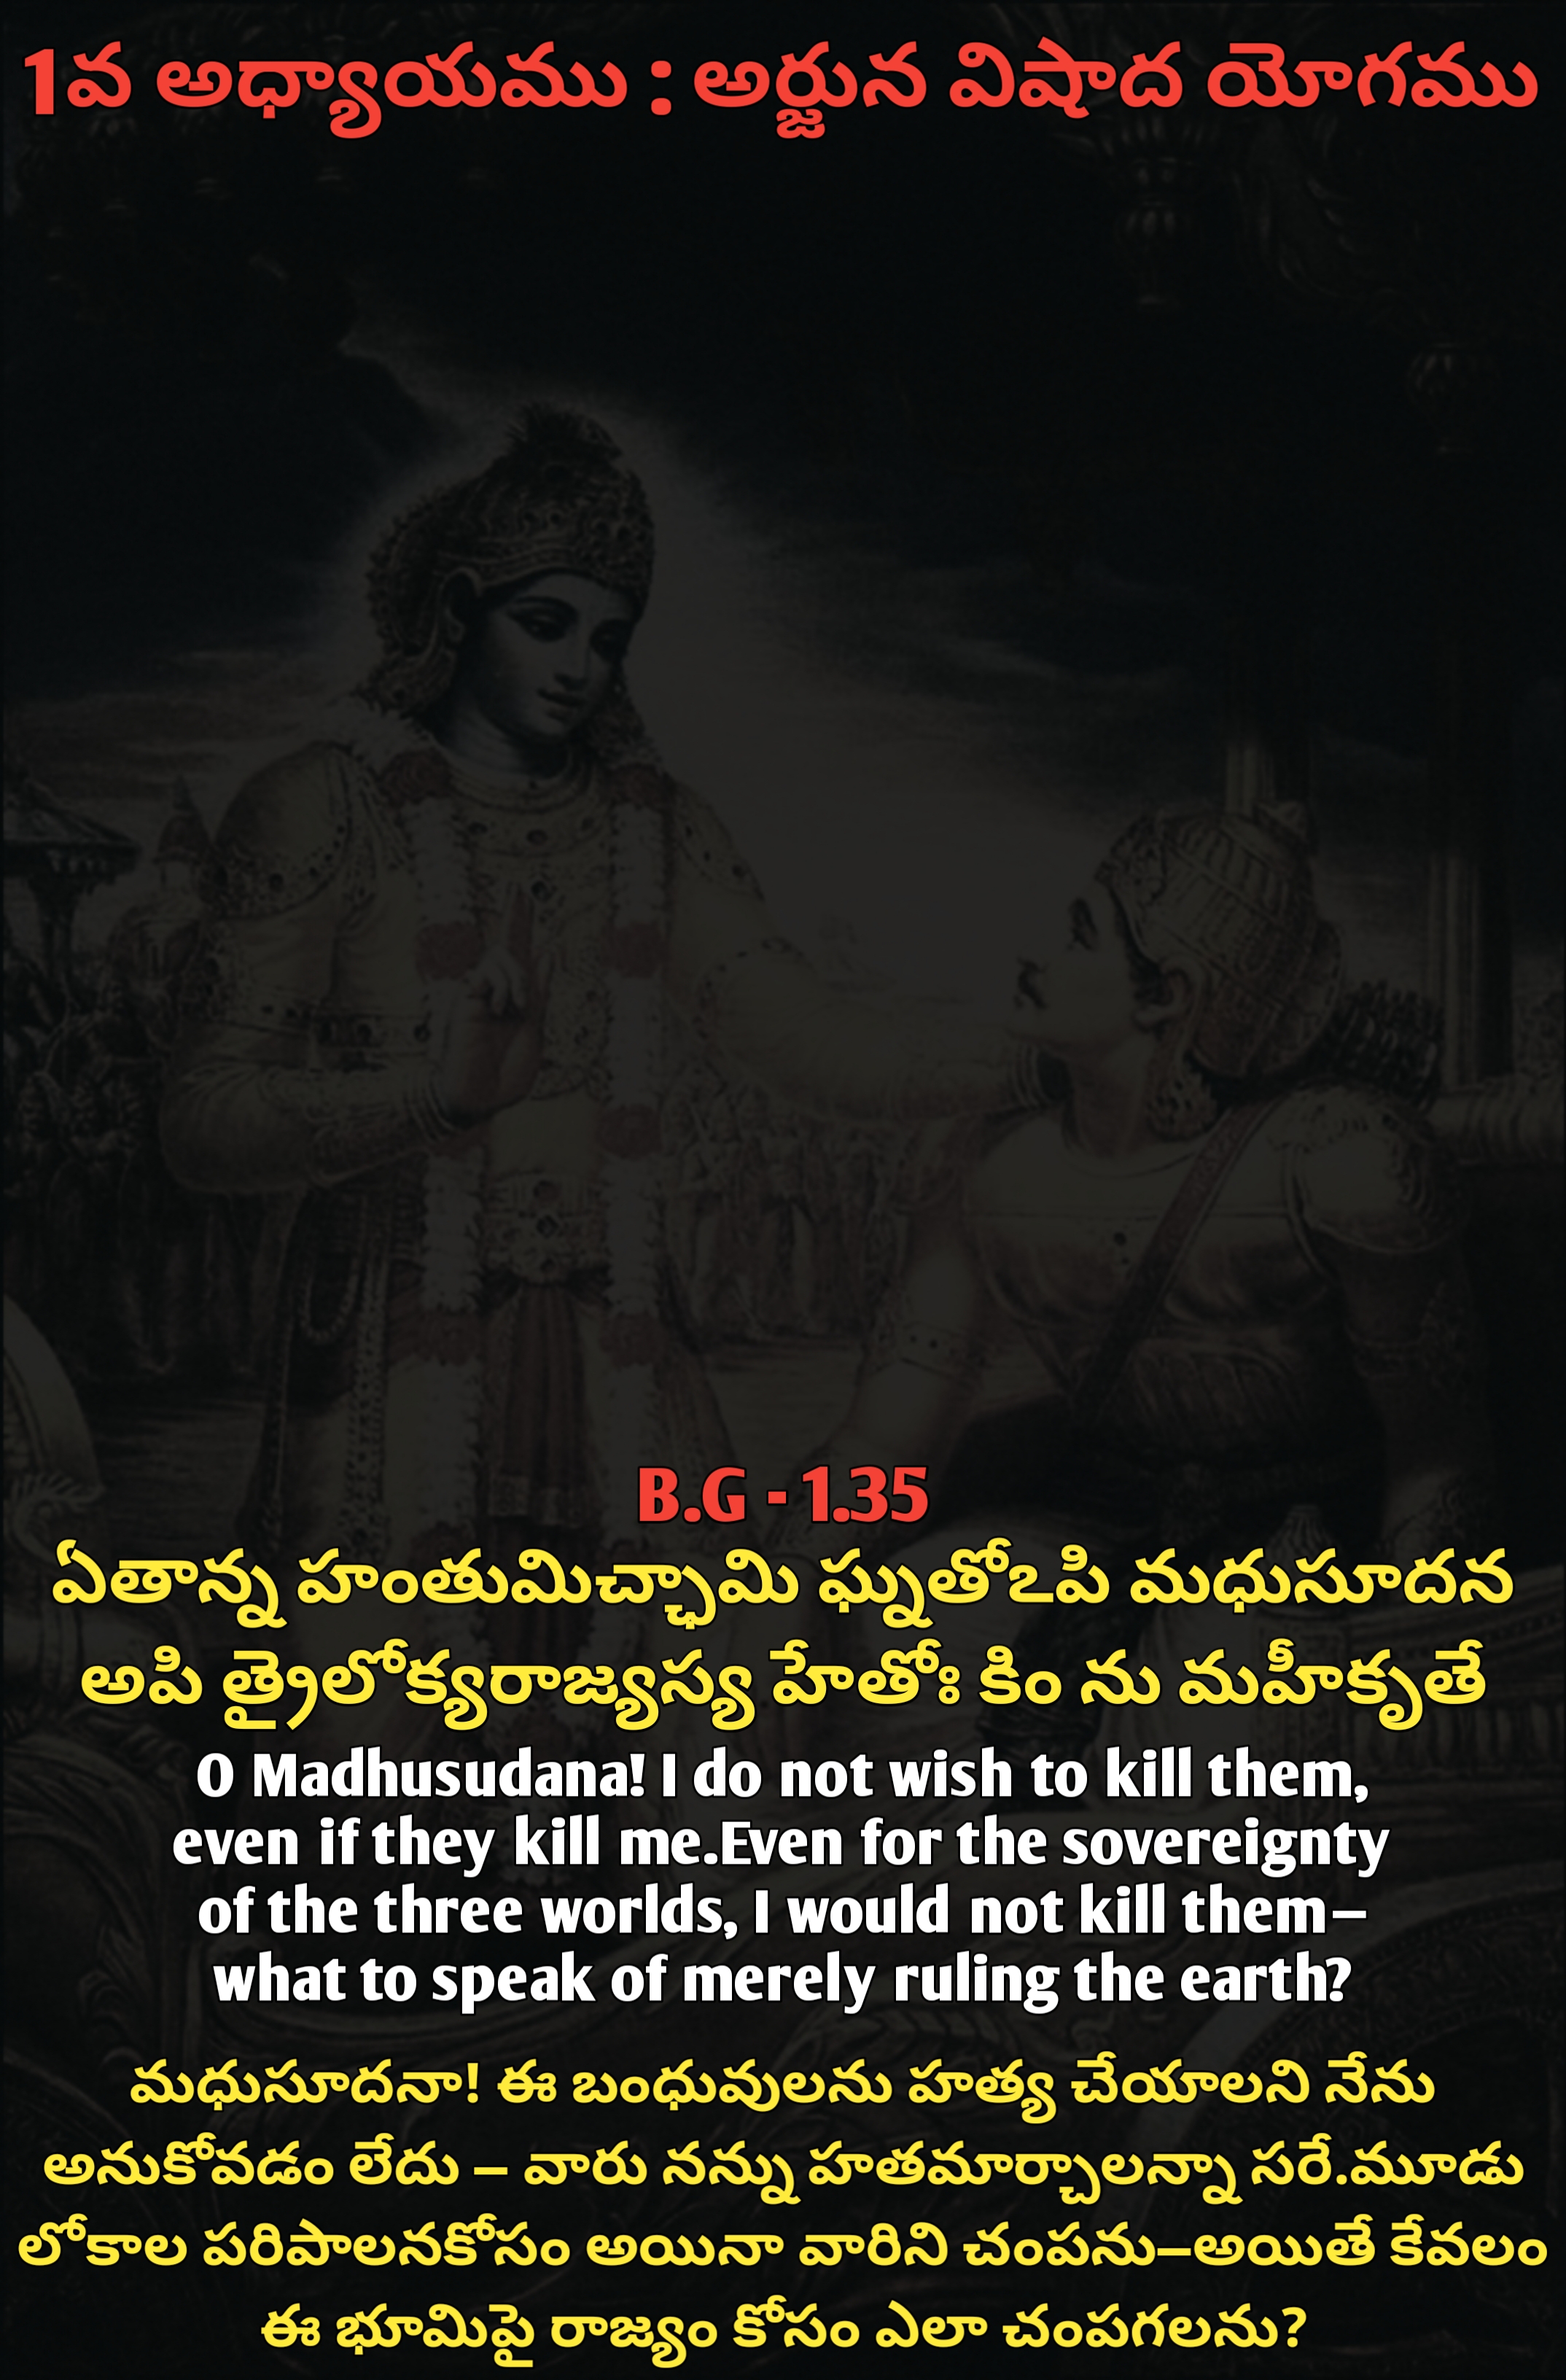 1వ అధ్యాయము : అర్జున విషాద యోగము
B.G - 1.35
ఏతాన్న హంతుమిచ్ఛామి ఘ్నతోఽపి మధుసూదన
అపి త్రైలోక్యరాజ్యస్య హేతోః కిం ను మహీకృతే
O Madhusudana! I do not wish to kill them,
even if they kill me.Even for the sovereignty
of the three worlds, I would not kill them—
what to speak of merely ruling the earth?
మధుసూదనా! ఈ బంధువులను హత్య చేయాలని నేను
అనుకోవడం లేదు – వారు నన్ను హతమార్చాలన్నా సరే.మూడు
లోకాల పరిపాలనకోసం అయినా వారిని చంపను—అయితే కేవలం
ఈ భూమిపై రాజ్యం కోసం ఎలా చంపగలను?